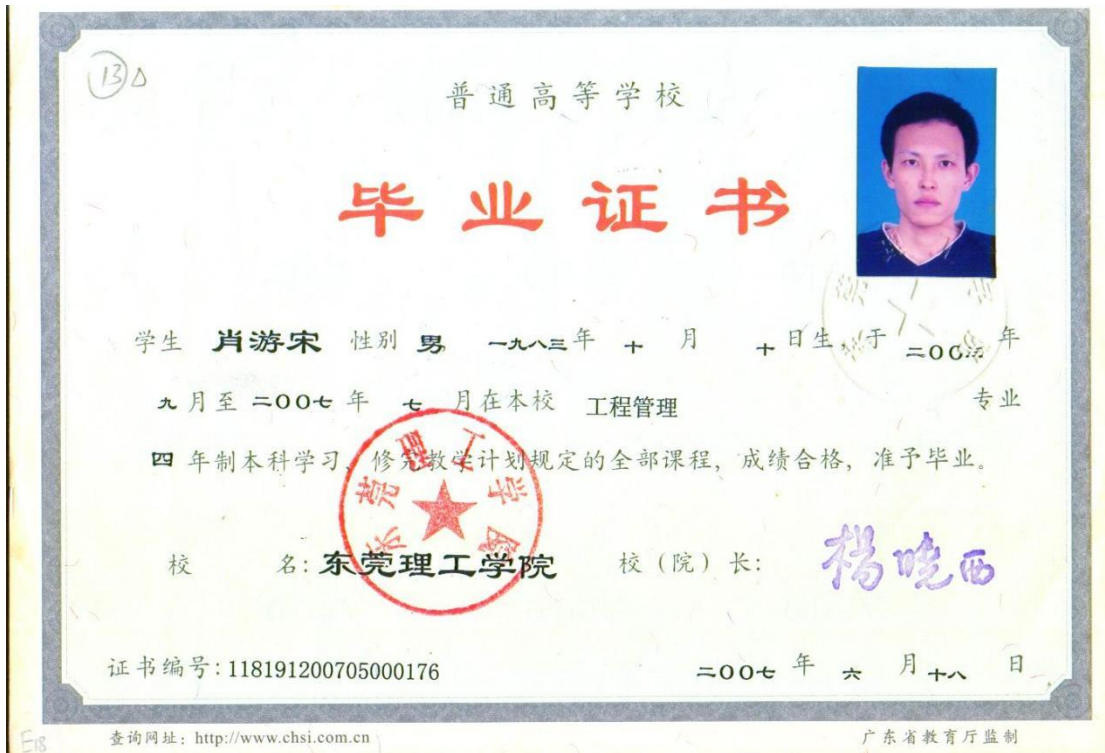 13△
普通高等学校
毕业证书
学生 肖游宋 性别 男 一九八三年 十 月 十 日生，于 二〇〇 年
九月至 二〇〇七 年 七 月在本校 工程管理 专业
四 年制本科学习，修完教学计划规定的全部课程，成绩合格，准予毕业。
东莞理工学院
校 名：东莞理工学院 校（院）长：杨晓西
证书编号：118191200705000176 二〇〇七 年 六 月 十八 日
E18 查询网址：http://www.chsi.com.cn 广东省教育厅监制